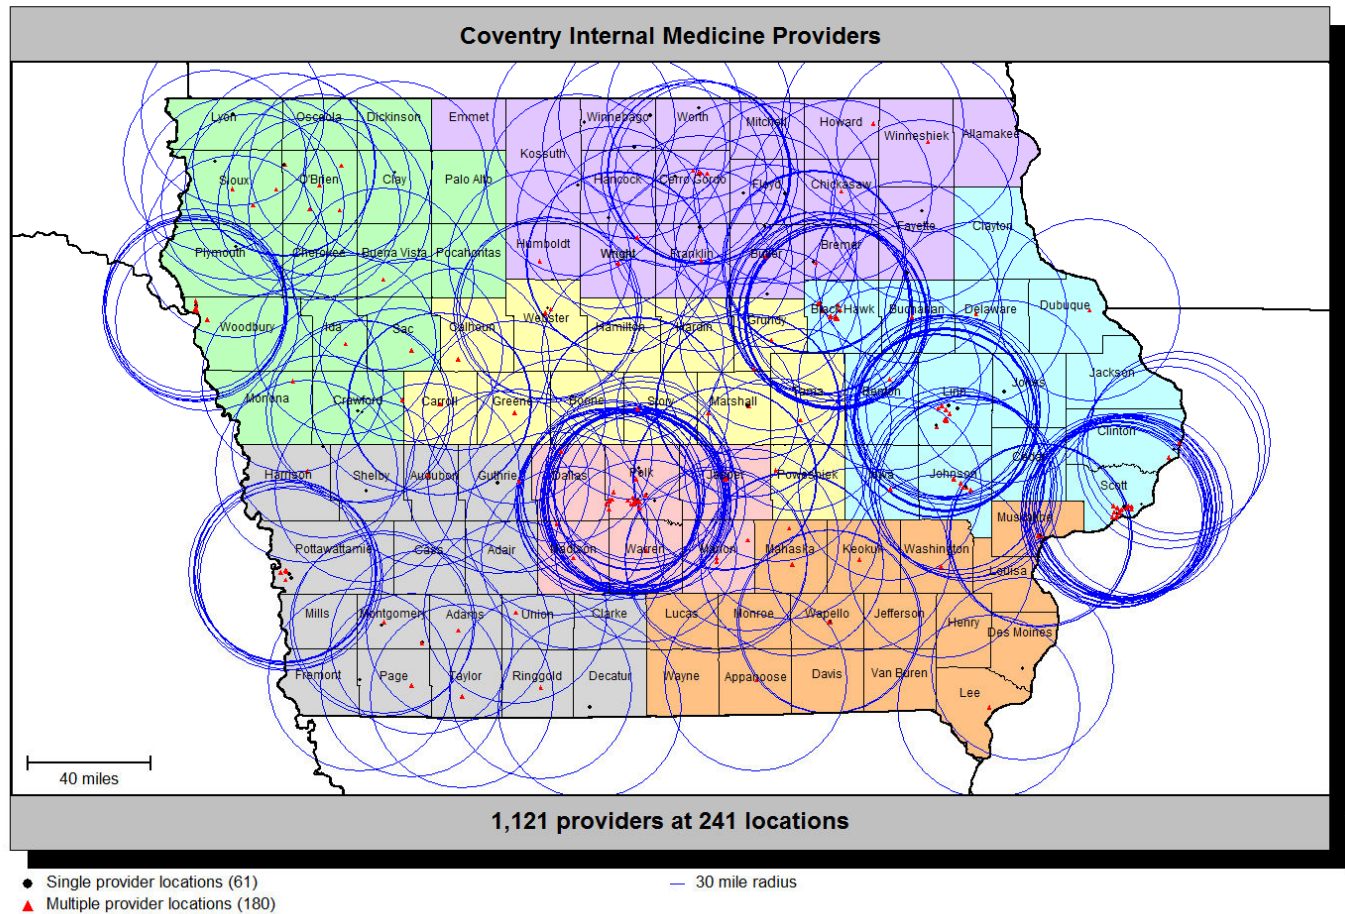 Coventry Internal Medicine Providers
Lyon Osceola Dickinson Emmet Winnebago Worth Mitchell Howard Winneshiek Allamakee
Kossuth
Sioux O'Brien Clay Palo Alto Hancock Cerro Gordo Floyd Chickasaw
Fayette Clayton
Plymouth Cherokee Buena Vista Pocahontas Humboldt Wright Franklin Butler Bremer
Woodbury Ida Sac Calhoun Webster Hamilton Hardin Grundy Black Hawk Buchanan Delaware Dubuque
Monona Crawford Carroll Greene Boone Story Marshall Tama Benton Linn Jones Jackson
Clinton
Cedar
Harrison Shelby Audubon Guthrie Dallas Polk Jasper Poweshiek Iowa Johnson Scott
Muscatine
Pottawattamie Cass Adair Madison Warren Marion Mahaska Keokuk Washington
Louisa
Mills Montgomery Adams Union Clarke Lucas Monroe Wapello Jefferson Henry
Des Moines
Fremont Page Taylor Ringgold Decatur Wayne Appanoose Davis Van Buren
Lee
40 miles
1,121 providers at 241 locations
Single provider locations (61) 30 mile radius
Multiple provider locations (180)